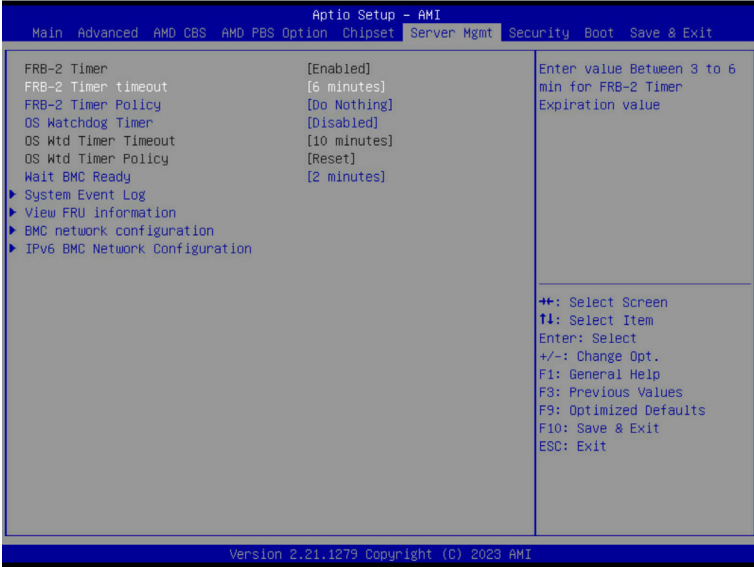 Aptio Setup – AMI
Main Advanced AMD CBS AMD PBS Option Chipset Server Mgmt Security Boot Save & Exit
FRB-2 Timer [Enabled]
FRB-2 Timer timeout [6 minutes]
FRB-2 Timer Policy [Do Nothing]
OS Watchdog Timer [Disabled]
OS Wtd Timer Timeout [10 minutes]
OS Wtd Timer Policy [Reset]
Wait BMC Ready [2 minutes]
System Event Log
View FRU information
BMC network configuration
IPv6 BMC Network Configuration
Enter value Between 3 to 6
min for FRB-2 Timer
Expiration value
→←: Select Screen
↑↓: Select Item
Enter: Select
+/-: Change Opt.
F1: General Help
F3: Previous Values
F9: Optimized Defaults
F10: Save & Exit
ESC: Exit
Version 2.21.1279 Copyright (C) 2023 AMI